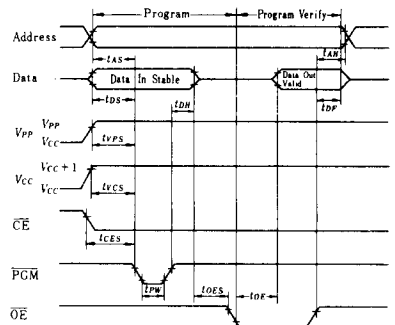 Program
Program Verify
Address
tAS
tAH
Data
Data In Stable
Data Out
Valid
tDS
tDH
tDF
VPP
VPP
VCC
tVPS
VCC
VCC + 1
VCC
tVCS
CE
tCES
PGM
tPW
tOES
tOE
OE